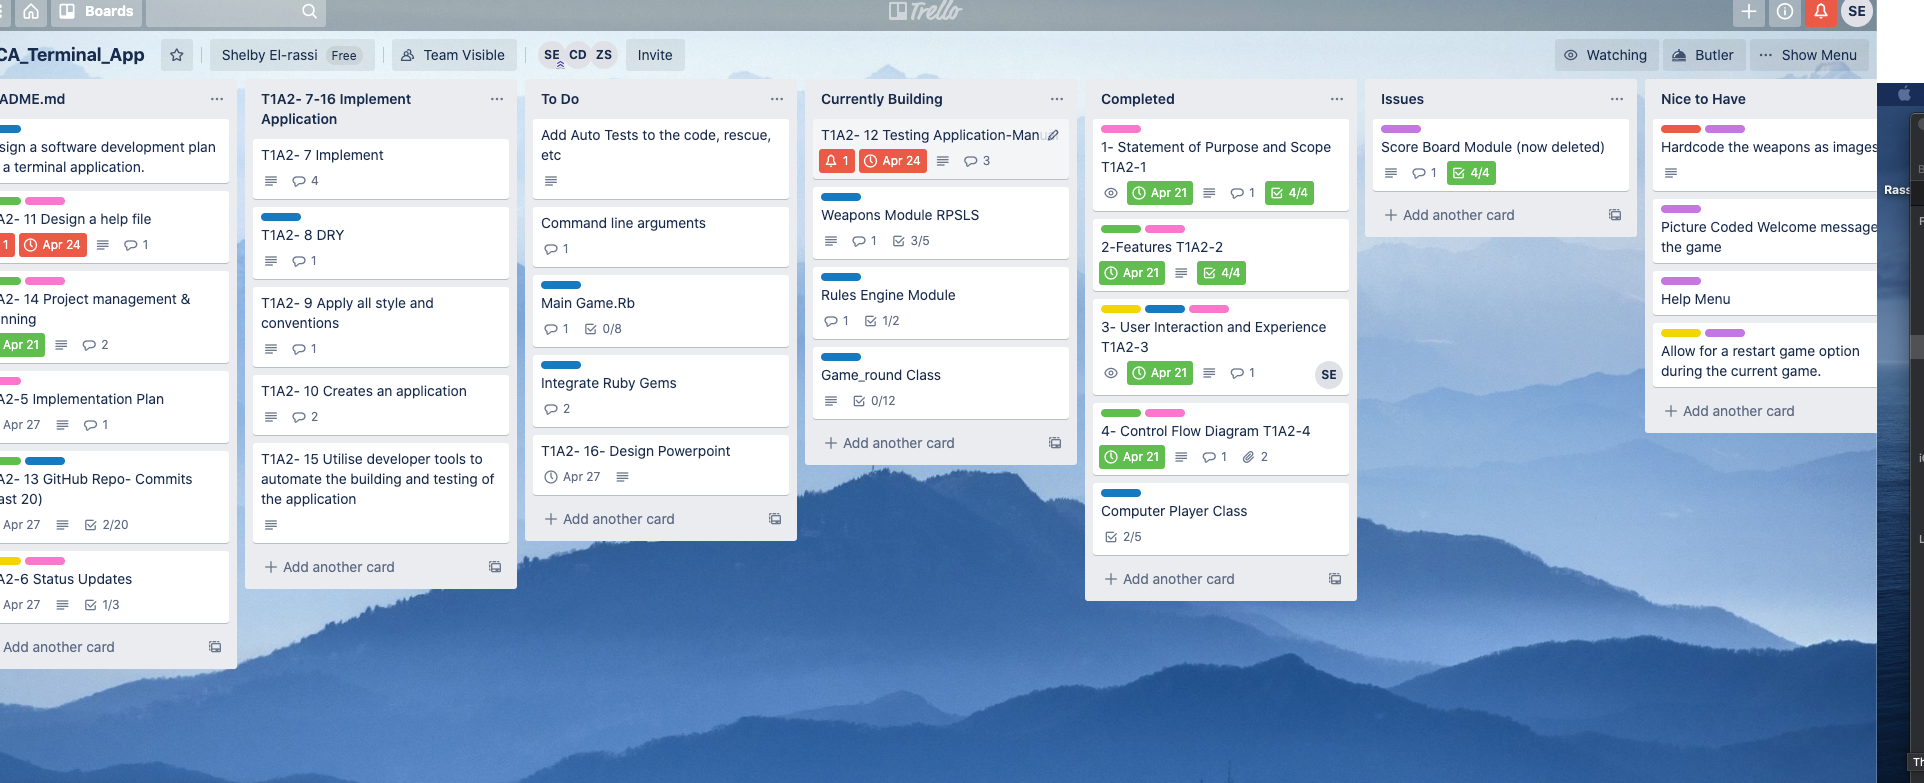 Boards
Trello
SE
CA_Terminal_App
Shelby El-rassi Free
Team Visible
SE CD ZS
Invite
Watching
Butler
Show Menu
ADME.md
sign a software development plan
a terminal application.
A2- 11 Design a help file
1 Apr 24 1
A2- 14 Project management &
nning
Apr 21 2
A2-5 Implementation Plan
Apr 27 1
A2- 13 GitHub Repo- Commits
ast 20)
Apr 27 2/20
A2-6 Status Updates
Apr 27 1/3
Add another card
T1A2- 7-16 Implement
Application
T1A2- 7 Implement
4
T1A2- 8 DRY
1
T1A2- 9 Apply all style and
conventions
1
T1A2- 10 Creates an application
2
T1A2- 15 Utilise developer tools to
automate the building and testing of
the application
Add another card
To Do
Add Auto Tests to the code, rescue,
etc
Command line arguments
1
Main Game.Rb
1 0/8
Integrate Ruby Gems
2
T1A2- 16- Design Powerpoint
Apr 27
Add another card
Currently Building
T1A2- 12 Testing Application-Manu
1 Apr 24 3
Weapons Module RPSLS
1 3/5
Rules Engine Module
1 1/2
Game_round Class
0/12
Add another card
Completed
1- Statement of Purpose and Scope
T1A2-1
Apr 21 1 4/4
2-Features T1A2-2
Apr 21 4/4
3- User Interaction and Experience
T1A2-3
Apr 21 1 SE
4- Control Flow Diagram T1A2-4
Apr 21 1 2
Computer Player Class
2/5
Add another card
Issues
Score Board Module (now deleted)
1 4/4
Add another card
Nice to Have
Hardcode the weapons as images
Picture Coded Welcome message
the game
Help Menu
Allow for a restart game option
during the current game.
Add another card
Rass
Th